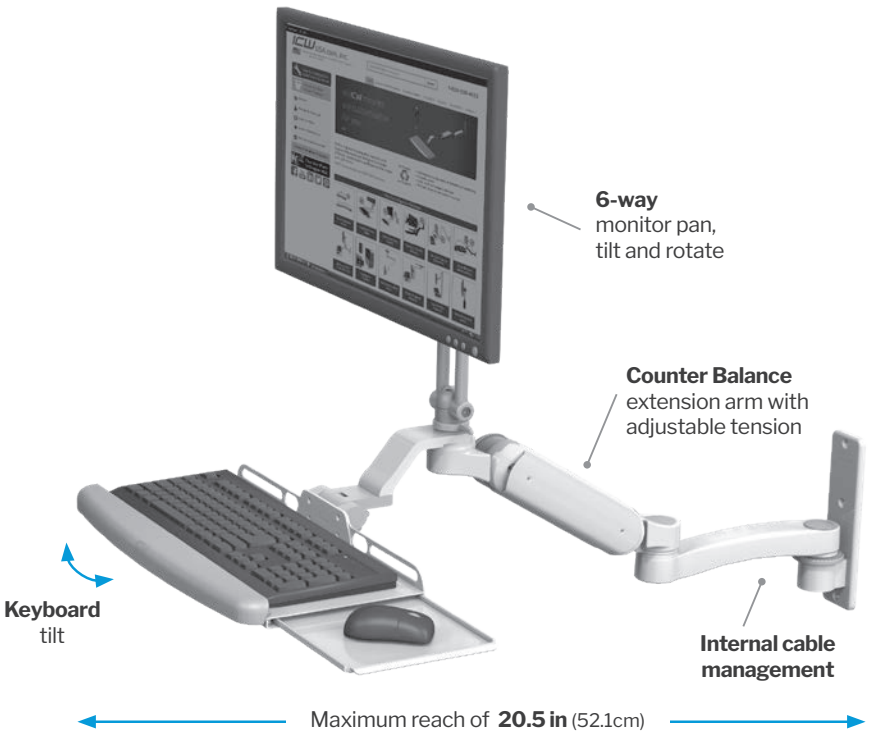 ICW
6-way
monitor pan,
tilt and rotate
Counter Balance
extension arm with
adjustable tension
Keyboard
tilt
Internal cable
management
Maximum reach of 20.5 in (52.1cm)